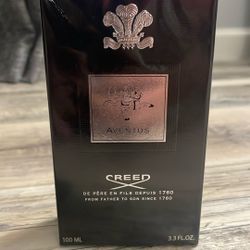 AVENTUS
CREED
DE PÈRE EN FILS DEPUIS 1760
FROM FATHER TO SON SINCE 1760
100 ML 3.3 FL.OZ.